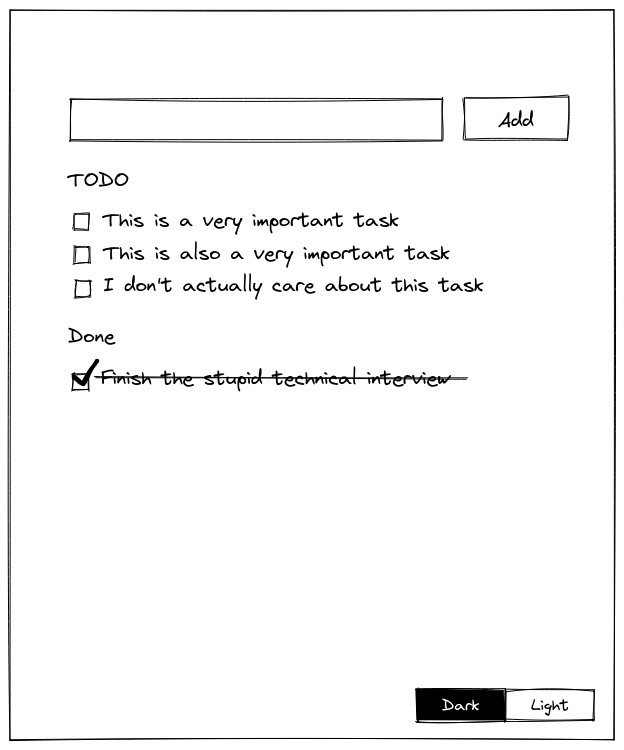 Add
TODO
This is a very important task
This is also a very important task
I don't actually care about this task
Done
Finish the stupid technical interview
Dark Light